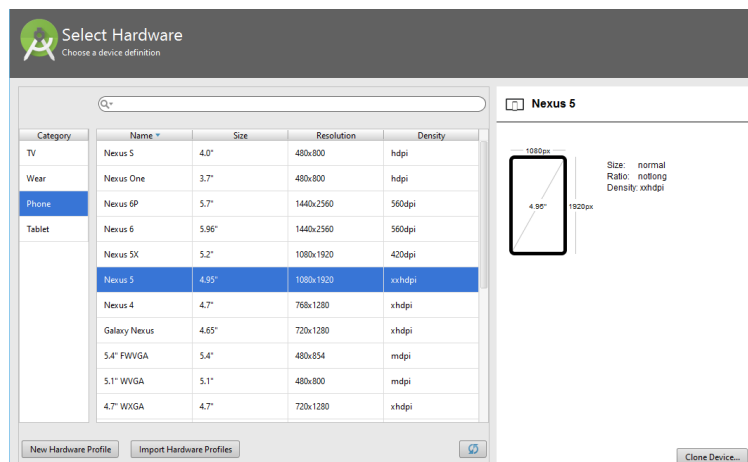 Select Hardware
Choose a device definition
Nexus 5
Category Name Size Resolution Density
TV Nexus S 4.0" 480x800 hdpi
Wear Nexus One 3.7" 480x800 hdpi
Phone Nexus 6P 5.7" 1440x2560 560dpi
Tablet Nexus 6 5.96" 1440x2560 560dpi
Nexus 5X 5.2" 1080x1920 420dpi
Nexus 5 4.95" 1080x1920 xxhdpi
Nexus 4 4.7" 768x1280 xhdpi
Galaxy Nexus 4.65" 720x1280 xhdpi
5.4" FWVGA 5.4" 480x854 mdpi
5.1" WVGA 5.1" 480x800 mdpi
4.7" WXGA 4.7" 720x1280 xhdpi
1080px
Size: normal
Ratio: notlong
Density: xxhdpi
4.95" 1920px
New Hardware Profile Import Hardware Profiles
Clone Device...